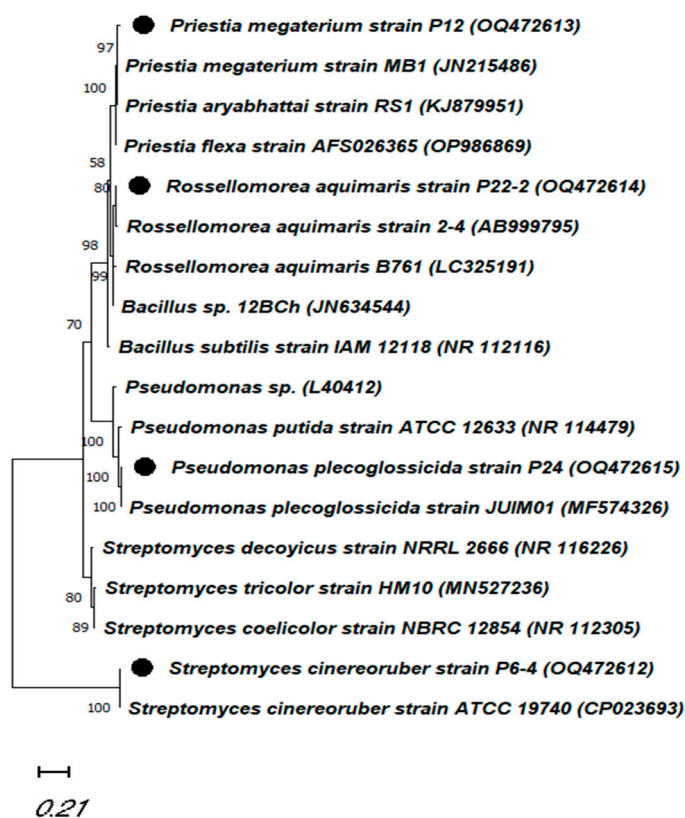 Priestia megaterium strain P12 (OQ472613)
97
Priestia megaterium strain MB1 (JN215486)
100
Priestia aryabhattai strain RS1 (KJ879951)
Priestia flexa strain AFS026365 (OP986869)
58
80
Rossellomorea aquimaris strain P22-2 (OQ472614)
Rossellomorea aquimaris strain 2-4 (AB999795)
98
Rossellomorea aquimaris B761 (LC325191)
99
Bacillus sp. 12BCh (JN634544)
70
Bacillus subtilis strain IAM 12118 (NR 112116)
Pseudomonas sp. (L40412)
Pseudomonas putida strain ATCC 12633 (NR 114479)
100
Pseudomonas plecoglossicida strain P24 (OQ472615)
100
Pseudomonas plecoglossicida strain JUIM01 (MF574326)
100
Streptomyces decoyicus strain NRRL 2666 (NR 116226)
Streptomyces tricolor strain HM10 (MN527236)
80
Streptomyces coelicolor strain NBRC 12854 (NR 112305)
89
Streptomyces cinereoruber strain P6-4 (OQ472612)
Streptomyces cinereoruber strain ATCC 19740 (CP023693)
100
0.21